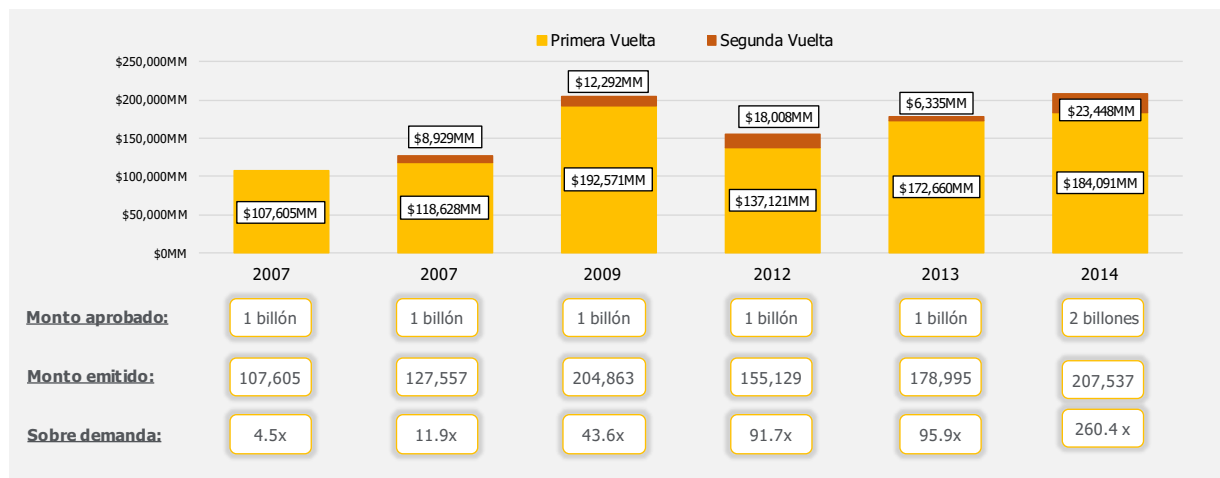 Primera Vuelta Segunda Vuelta
$250,000MM
$200,000MM
$150,000MM
$100,000MM
$50,000MM
$0MM
$107,605MM
$8,929MM
$118,628MM
$12,292MM
$192,571MM
$18,008MM
$137,121MM
$6,335MM
$172,660MM
$23,448MM
$184,091MM
2007 2007 2009 2012 2013 2014
Monto aprobado: 1 billón 1 billón 1 billón 1 billón 1 billón 2 billones
Monto emitido: 107,605 127,557 204,863 155,129 178,995 207,537
Sobre demanda: 4.5x 11.9x 43.6x 91.7x 95.9x 260.4 x